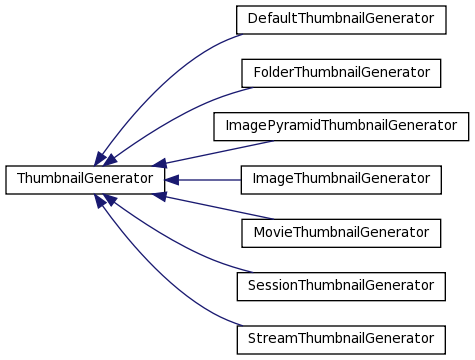 DefaultThumbnailGenerator
FolderThumbnailGenerator
ImagePyramidThumbnailGenerator
ThumbnailGenerator
ImageThumbnailGenerator
MovieThumbnailGenerator
SessionThumbnailGenerator
StreamThumbnailGenerator